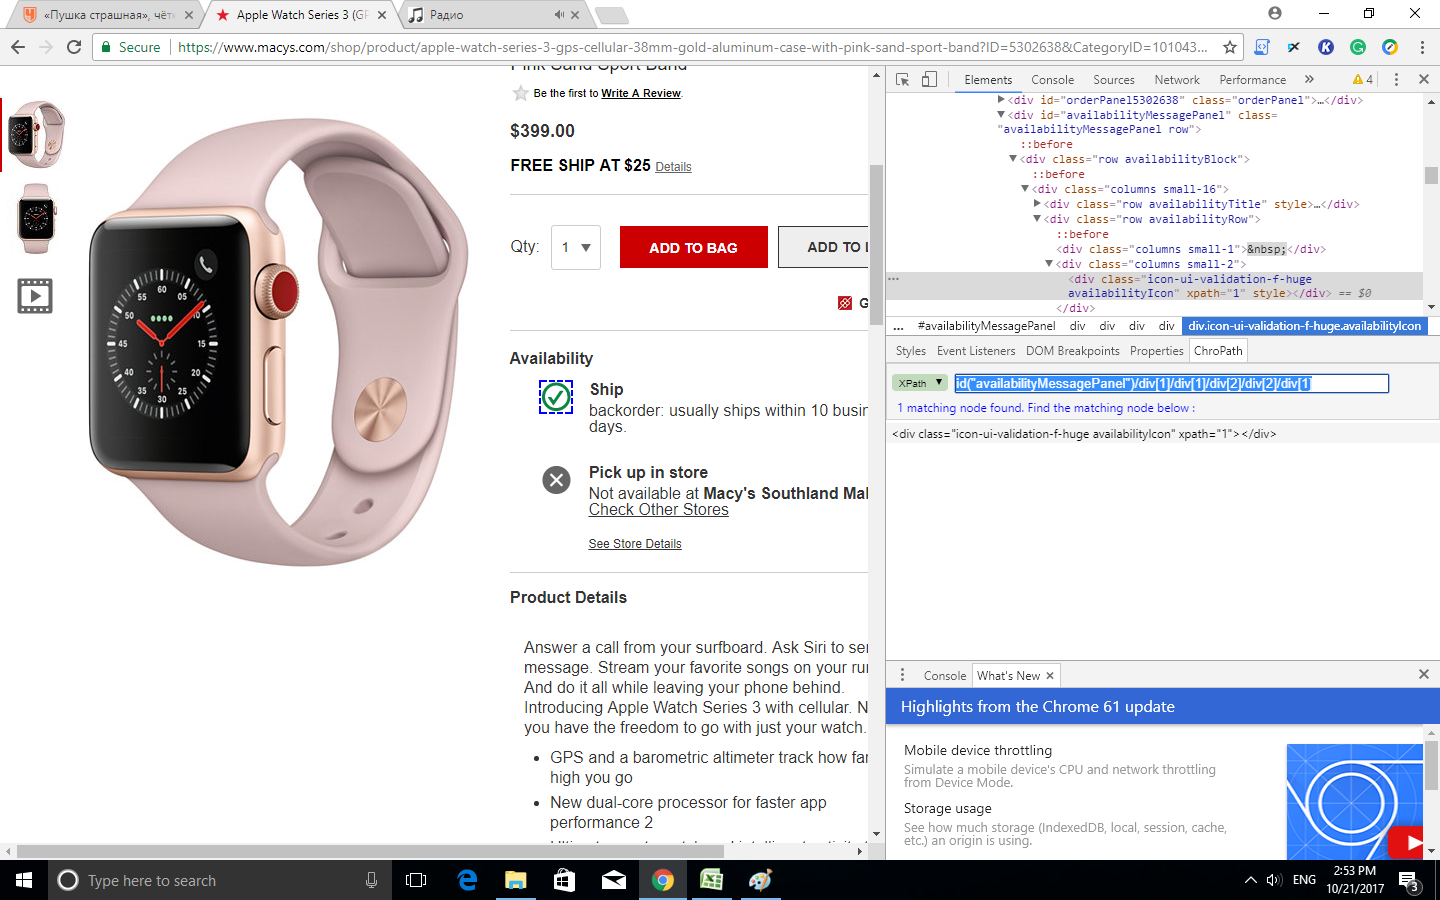 «Пушка страшная», чёт
Apple Watch Series 3 (GP
Радио
Secure
https://www.macys.com/shop/product/apple-watch-series-3-gps-cellular-38mm-gold-aluminum-case-with-pink-sand-sport-band?ID=5302638&CategoryID=101043...
Pink Sand Sport Band
Be the first to Write A Review.
$399.00
FREE SHIP AT $25 Details
Qty: 1 ADD TO BAG ADD TO L
G
Availability
Ship
backorder: usually ships within 10 busin
days.
Pick up in store
Not available at Macy's Southland Mal
Check Other Stores
See Store Details
Product Details
Answer a call from your surfboard. Ask Siri to se
message. Stream your favorite songs on your ru
And do it all while leaving your phone behind.
Introducing Apple Watch Series 3 with cellular. N
you have the freedom to go with just your watch.
• GPS and a barometric altimeter track how far
high you go
• New dual-core processor for faster app
performance 2
60
05
10
15
20
25
30
35
40
45
50
55
Elements Console Sources Network Performance » 4
<div id="orderPanel5302638" class="orderPanel">…</div>
<div id="availabilityMessagePanel" class=
"availabilityMessagePanel row">
::before
<div class="row availabilityBlock">
::before
<div class="columns small-16">
<div class="row availabilityTitle" style>…</div>
<div class="row availabilityRow">
::before
<div class="columns small-1">&nbsp;</div>
<div class="columns small-2">
<div class="icon-ui-validation-f-huge
availabilityIcon" xpath="1" style></div> == $0
</div>
... #availabilityMessagePanel div div div div div.icon-ui-validation-f-huge.availabilityIcon
Styles Event Listeners DOM Breakpoints Properties ChroPath
XPath id("availabilityMessagePanel")/div[1]/div[1]/div[2]/div[2]/div[1]
1 matching node found. Find the matching node below :
<div class="icon-ui-validation-f-huge availabilityIcon" xpath="1"></div>
Console What's New
Highlights from the Chrome 61 update
Mobile device throttling
Simulate a mobile device's CPU and network throttling
from Device Mode.
Storage usage
See how much storage (IndexedDB, local, session, cache,
etc.) an origin is using.
Type here to search
ENG
2:53 PM
10/21/2017
3